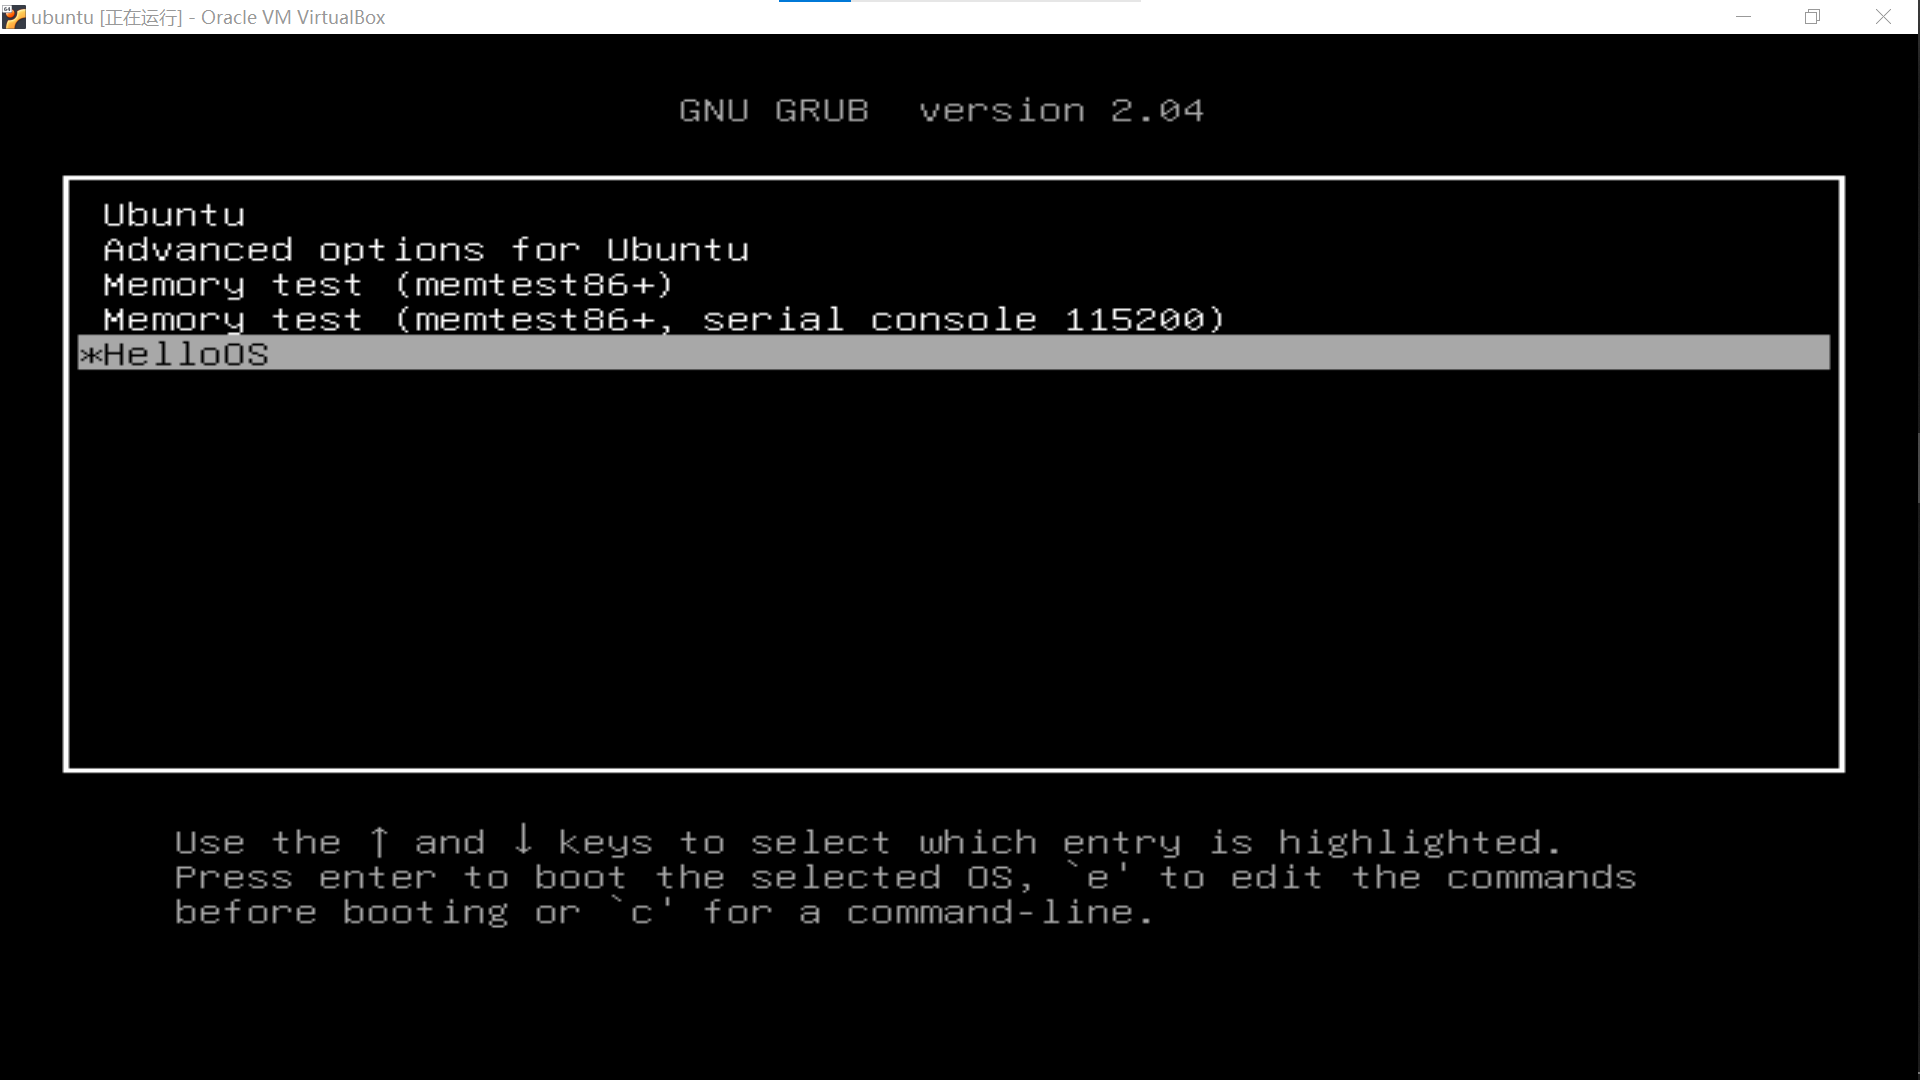 ubuntu [正在运行] - Oracle VM VirtualBox
GNU GRUB  version 2.04
Ubuntu
Advanced options for Ubuntu
Memory test (memtest86+)
Memory test (memtest86+, serial console 115200)
*HelloOS
Use the ↑ and ↓ keys to select which entry is highlighted.
Press enter to boot the selected OS, `e' to edit the commands
before booting or `c' for a command-line.